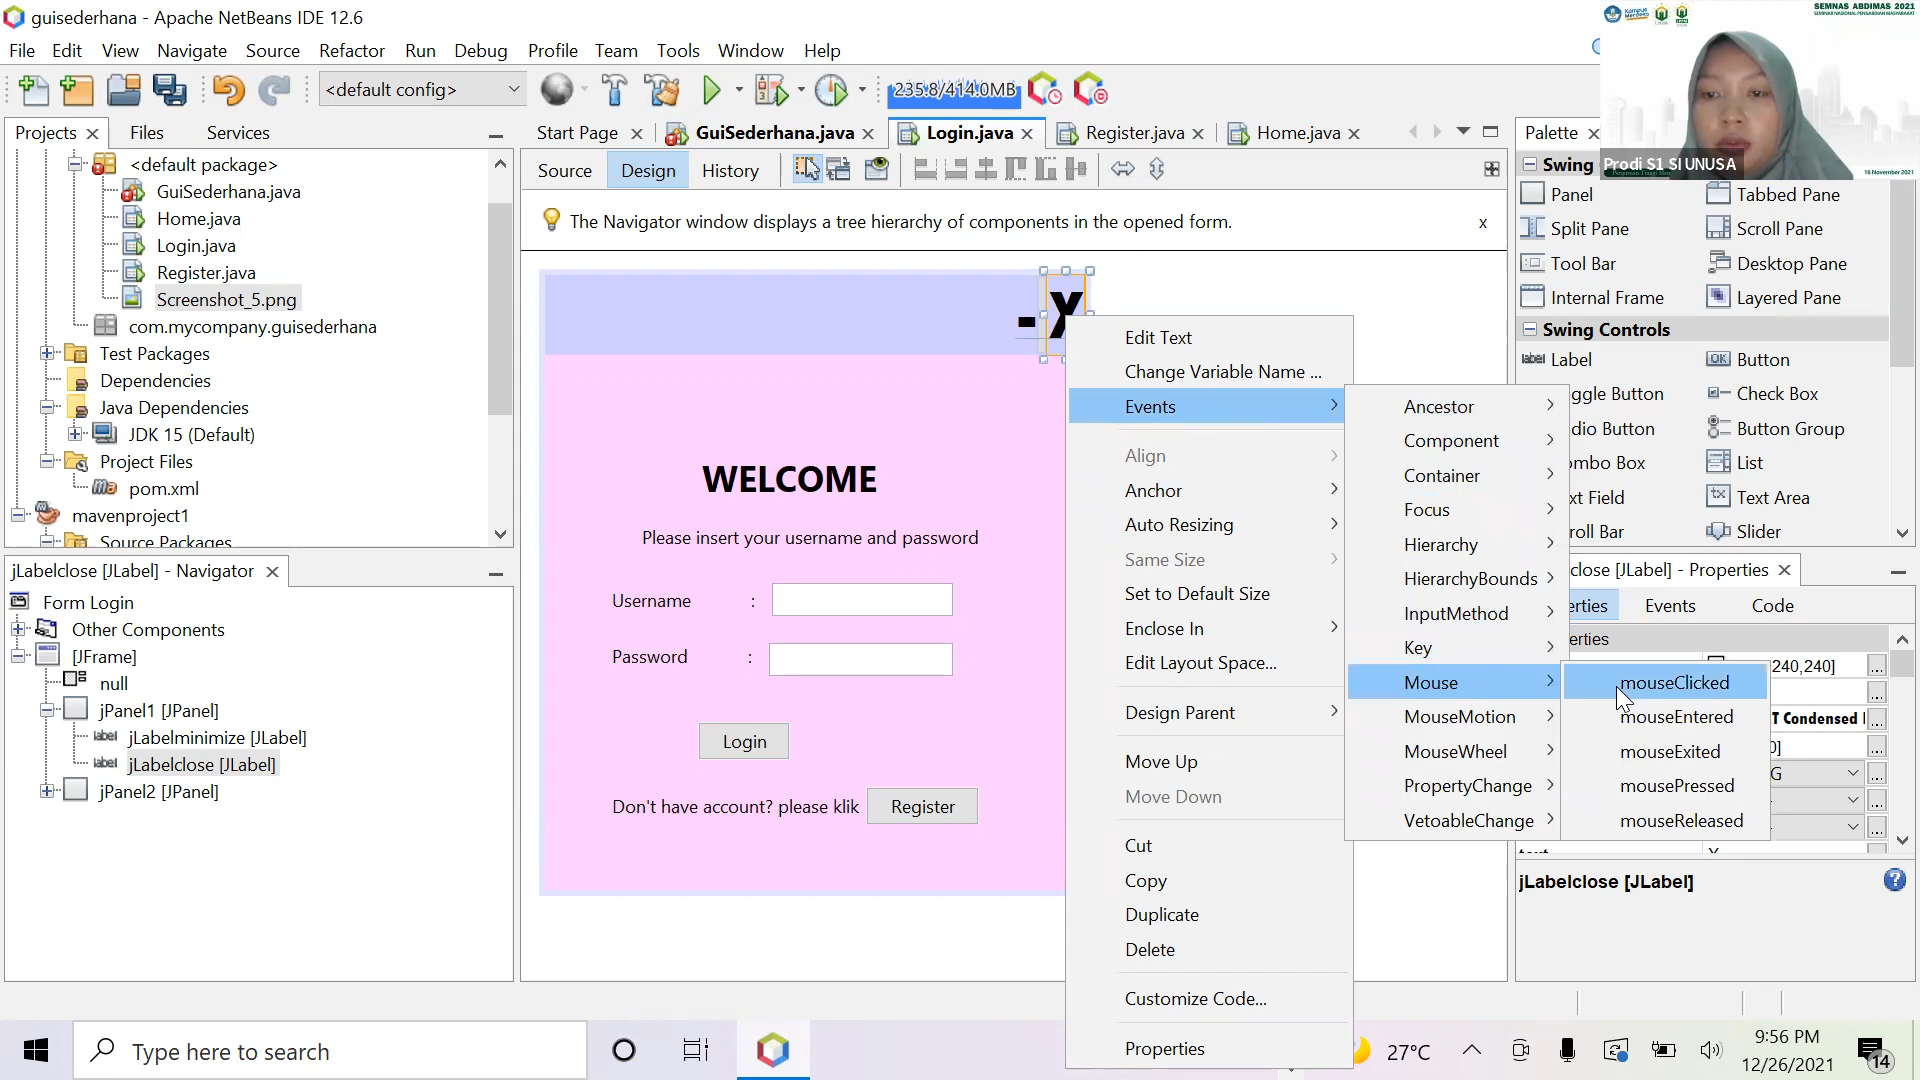 guisederhana - Apache NetBeans IDE 12.6
File Edit View Navigate Source Refactor Run Debug Profile Team Tools Window Help
<default config>
235.8/414.0MB
SEMNAS ABDIMAS 2021
Prodi S1 SI UNUSA
16 November 2021
Projects Files Services
<default package>
GuiSederhana.java
Home.java
Login.java
Register.java
Screenshot_5.png
com.mycompany.guisederhana
Test Packages
Dependencies
Java Dependencies
JDK 15 (Default)
Project Files
pom.xml
mavenproject1
Source Packages
Start Page GuiSederhana.java Login.java Register.java Home.java
Source Design History
The Navigator window displays a tree hierarchy of components in the opened form. x
- X
WELCOME
Please insert your username and password
Username :
Password :
Login
Don't have account? please klik Register
jLabelclose [JLabel] - Navigator
Form Login
Other Components
[JFrame]
null
jPanel1 [JPanel]
jLabelminimize [JLabel]
jLabelclose [JLabel]
jPanel2 [JPanel]
Edit Text
Change Variable Name ...
Events
Align
Anchor
Auto Resizing
Same Size
Set to Default Size
Enclose In
Edit Layout Space...
Design Parent
Move Up
Move Down
Cut
Copy
Duplicate
Delete
Customize Code...
Properties
Ancestor
Component
Container
Focus
Hierarchy
HierarchyBounds
InputMethod
Key
Mouse
MouseMotion
MouseWheel
PropertyChange
VetoableChange
mouseClicked
mouseEntered
mouseExited
mousePressed
mouseReleased
Palette
Swing
Panel Tabbed Pane
Split Pane Scroll Pane
Tool Bar Desktop Pane
Internal Frame Layered Pane
Swing Controls
Label Button
ggle Button Check Box
dio Button Button Group
mbo Box List
xt Field Text Area
roll Bar Slider
close [JLabel] - Properties
erties Events Code
erties
240,240]
T Condensed
0]
G
text X
jLabelclose [JLabel]
Type here to search
27°C
9:56 PM
12/26/2021
14